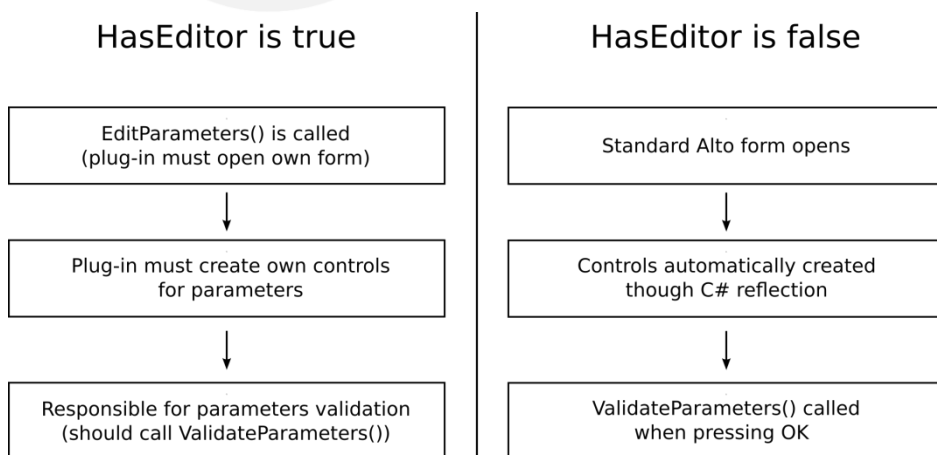 HasEditor is true
EditParameters() is called
(plug-in must open own form)
Plug-in must create own controls
for parameters
Responsible for parameters validation
(should call ValidateParameters())
HasEditor is false
Standard Alto form opens
Controls automatically created
though C# reflection
ValidateParameters() called
when pressing OK